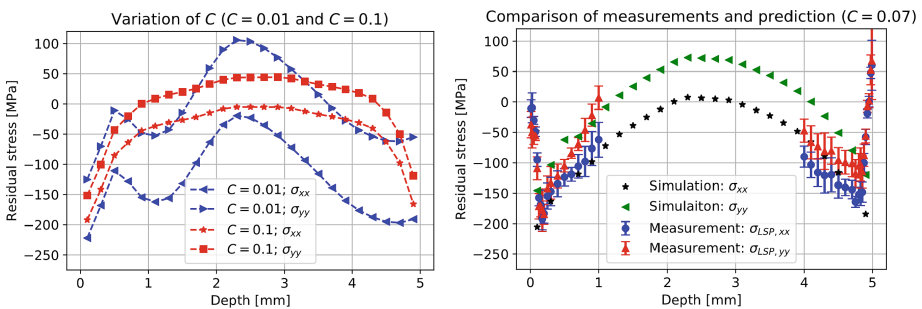 Variation of C (C = 0.01 and C = 0.1)
Residual stress [MPa]
100
50
0
−50
−100
−150
−200
−250
C = 0.01; σxx
C = 0.01; σyy
C = 0.1; σxx
C = 0.1; σyy
0 1 2 3 4 5
Depth [mm]
Comparison of measurements and prediction (C = 0.07)
Residual stress [MPa]
100
50
0
−50
−100
−150
−200
−250
Simulation: σxx
Simulaiton: σyy
Measurement: σLSP,xx
Measurement: σLSP,yy
0 1 2 3 4 5
Depth [mm]